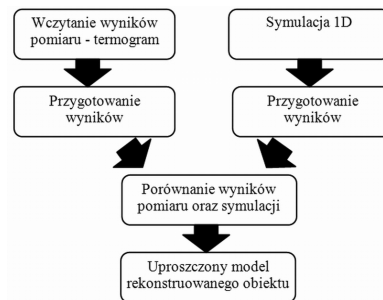 Wczytanie wyników
pomiaru - termogram
Symulacja 1D
Przygotowanie
wyników
Przygotowanie
wyników
Porównanie wyników
pomiaru oraz symulacji
Uproszczony model
rekonstruowanego obiektu